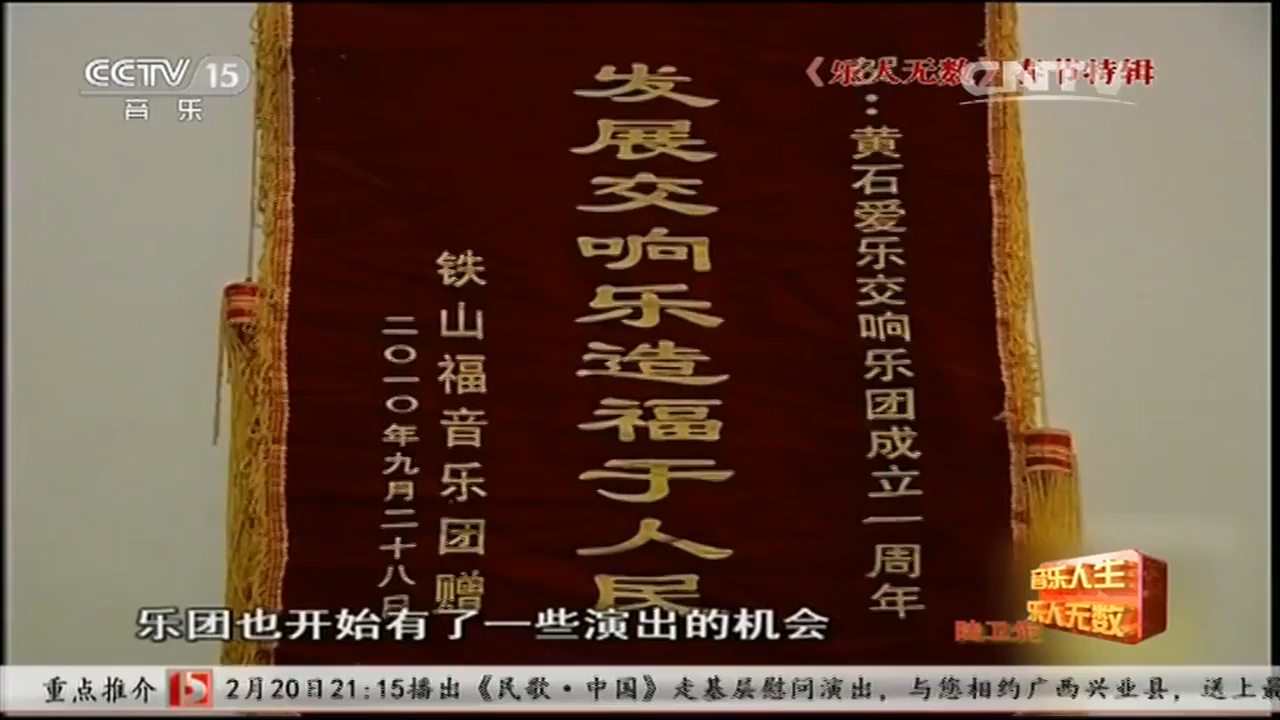 CCTV 15
音乐
《乐人无数 春节特辑
CNTV
:黄石爱乐交响乐团成立一周年
发展交响乐造福于人民
铁山福音乐团赠
二〇一〇年九月二十八日
乐团也开始有了一些演出的机会
音乐人生
乐人无数
重点推介 15 2月20日21:15播出《民歌·中国》走基层慰问演出，与您相约广西兴业县，送上最